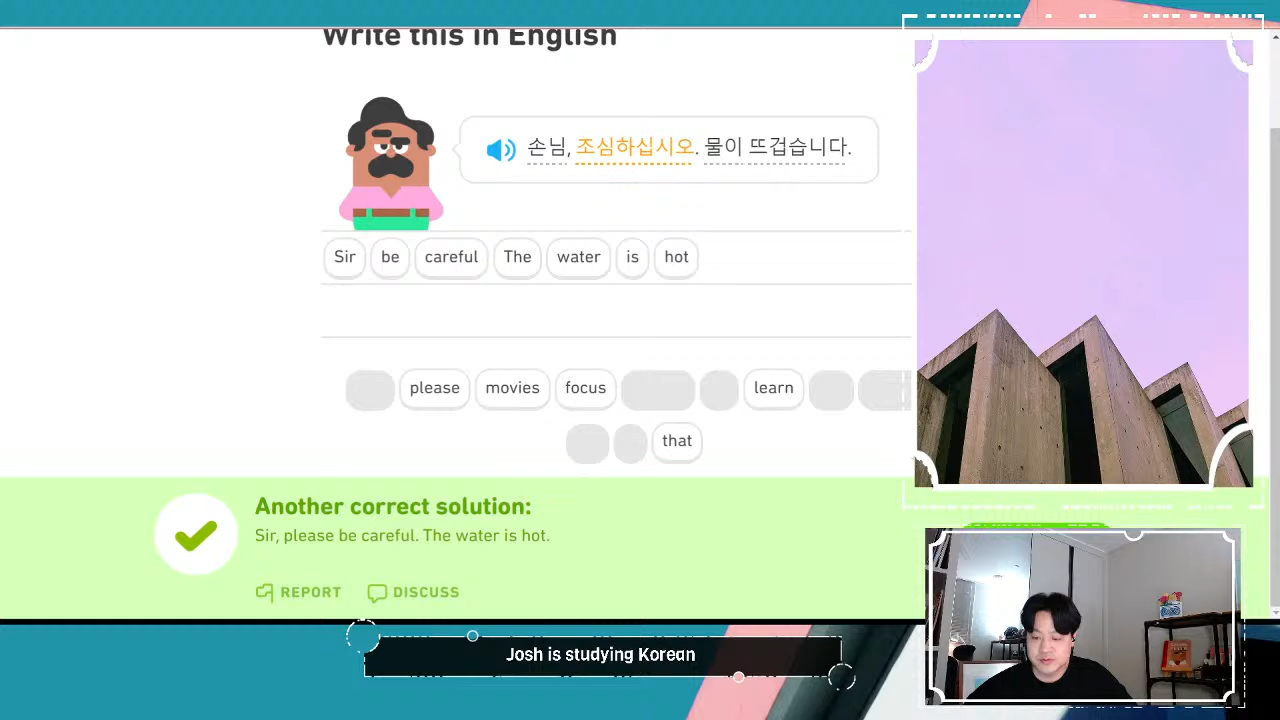 Write this in English
손님, 조심하십시오. 물이 뜨겁습니다.
Sir be careful The water is hot
please movies focus learn
that
Another correct solution:
Sir, please be careful. The water is hot.
REPORT DISCUSS
Josh is studying Korean